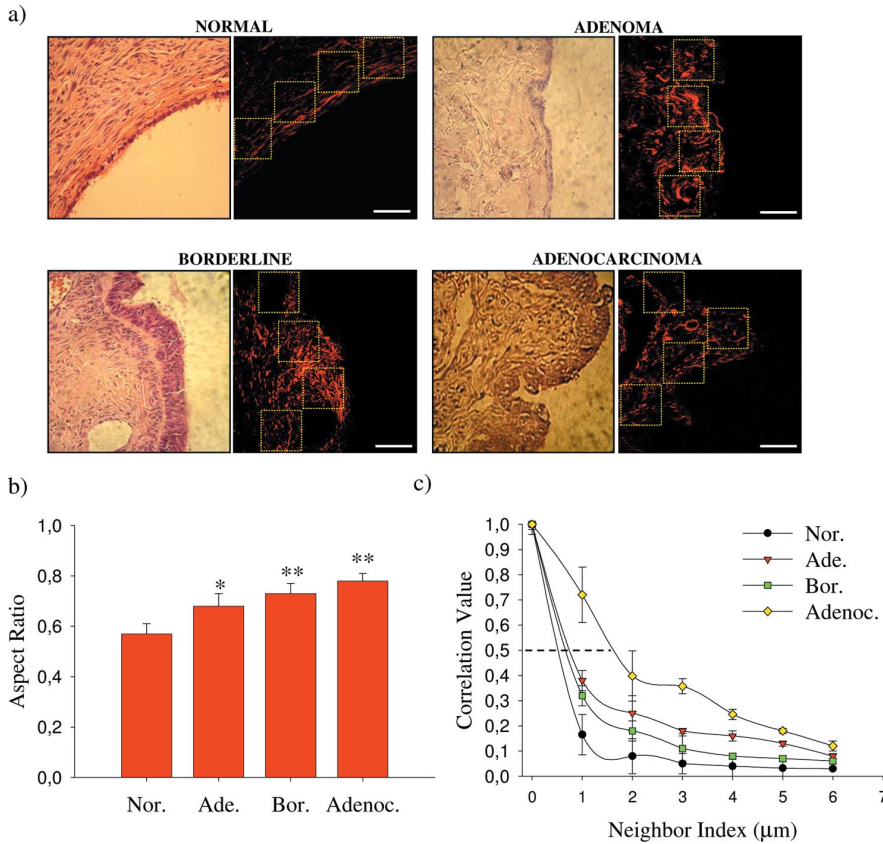 a)
NORMAL
ADENOMA
BORDERLINE
ADENOCARCINOMA
b)
Aspect Ratio
1,0
0,8
0,6
0,4
0,2
0,0
*
**
**
Nor.
Ade.
Bor.
Adenoc.
c)
Correlation Value
1,0
0,9
0,8
0,7
0,6
0,5
0,4
0,3
0,2
0,1
0,0
Nor.
Ade.
Bor.
Adenoc.
0 1 2 3 4 5 6 7
Neighbor Index (µm)